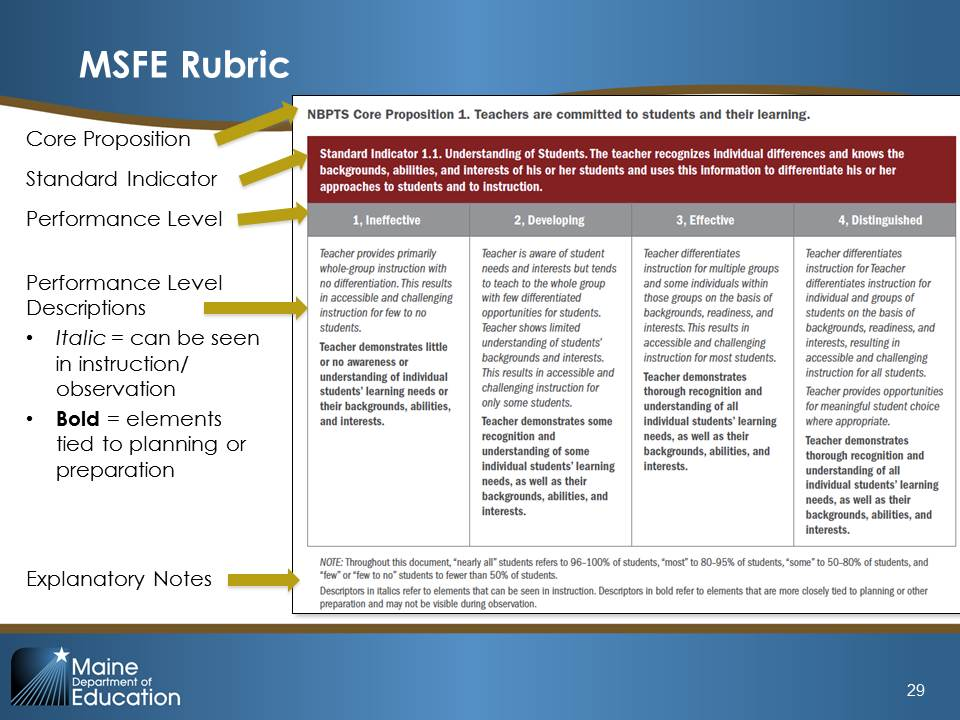 MSFE Rubric
Core Proposition
Standard Indicator
Performance Level
Performance Level
Descriptions
• Italic = can be seen
in instruction/
observation
• Bold = elements
tied to planning or
preparation
Explanatory Notes
NBPTS Core Proposition 1. Teachers are committed to students and their learning.
Standard Indicator 1.1. Understanding of Students. The teacher recognizes individual differences and knows the
backgrounds, abilities, and interests of his or her students and uses this information to differentiate his or her
approaches to students and to instruction.
1, Ineffective
2, Developing
3, Effective
4, Distinguished
Teacher provides primarily
whole-group instruction with
no differentiation. This results
in accessible and challenging
instruction for few to no
students.
Teacher demonstrates little
or no awareness or
understanding of individual
students' learning needs or
their backgrounds, abilities,
and interests.
Teacher is aware of student
needs and interests but tends
to teach to the whole group
with few differentiated
opportunities for students.
Teacher shows limited
understanding of students'
backgrounds and interests.
This results in accessible and
challenging instruction for
only some students.
Teacher demonstrates some
recognition and
understanding of some
individual students' learning
needs, as well as their
backgrounds, abilities, and
interests.
Teacher differentiates
instruction for multiple groups
and some individuals within
those groups on the basis of
backgrounds, readiness, and
interests. This results in
accessible and challenging
instruction for most students.
Teacher demonstrates
thorough recognition and
understanding of all
individual students' learning
needs, as well as their
backgrounds, abilities, and
interests.
Teacher differentiates
instruction for Teacher
differentiates instruction for
individual and groups of
students on the basis of
backgrounds, readiness, and
interests, resulting in
accessible and challenging
instruction for all students.
Teacher provides opportunities
for meaningful student choice
where appropriate.
Teacher demonstrates
thorough recognition and
understanding of all
individual students' learning
needs, as well as their
backgrounds, abilities, and
interests.
NOTE: Throughout this document, “nearly all” students refers to 96–100% of students, “most” to 80-95% of students, “some” to 50–80% of students, and
“few” or “few to no” students to fewer than 50% of students.
Descriptors in italics refer to elements that can be seen in instruction. Descriptors in bold refer to elements that are more closely tied to planning or other
preparation and may not be visible during observation.
Maine
Department of
Education
29